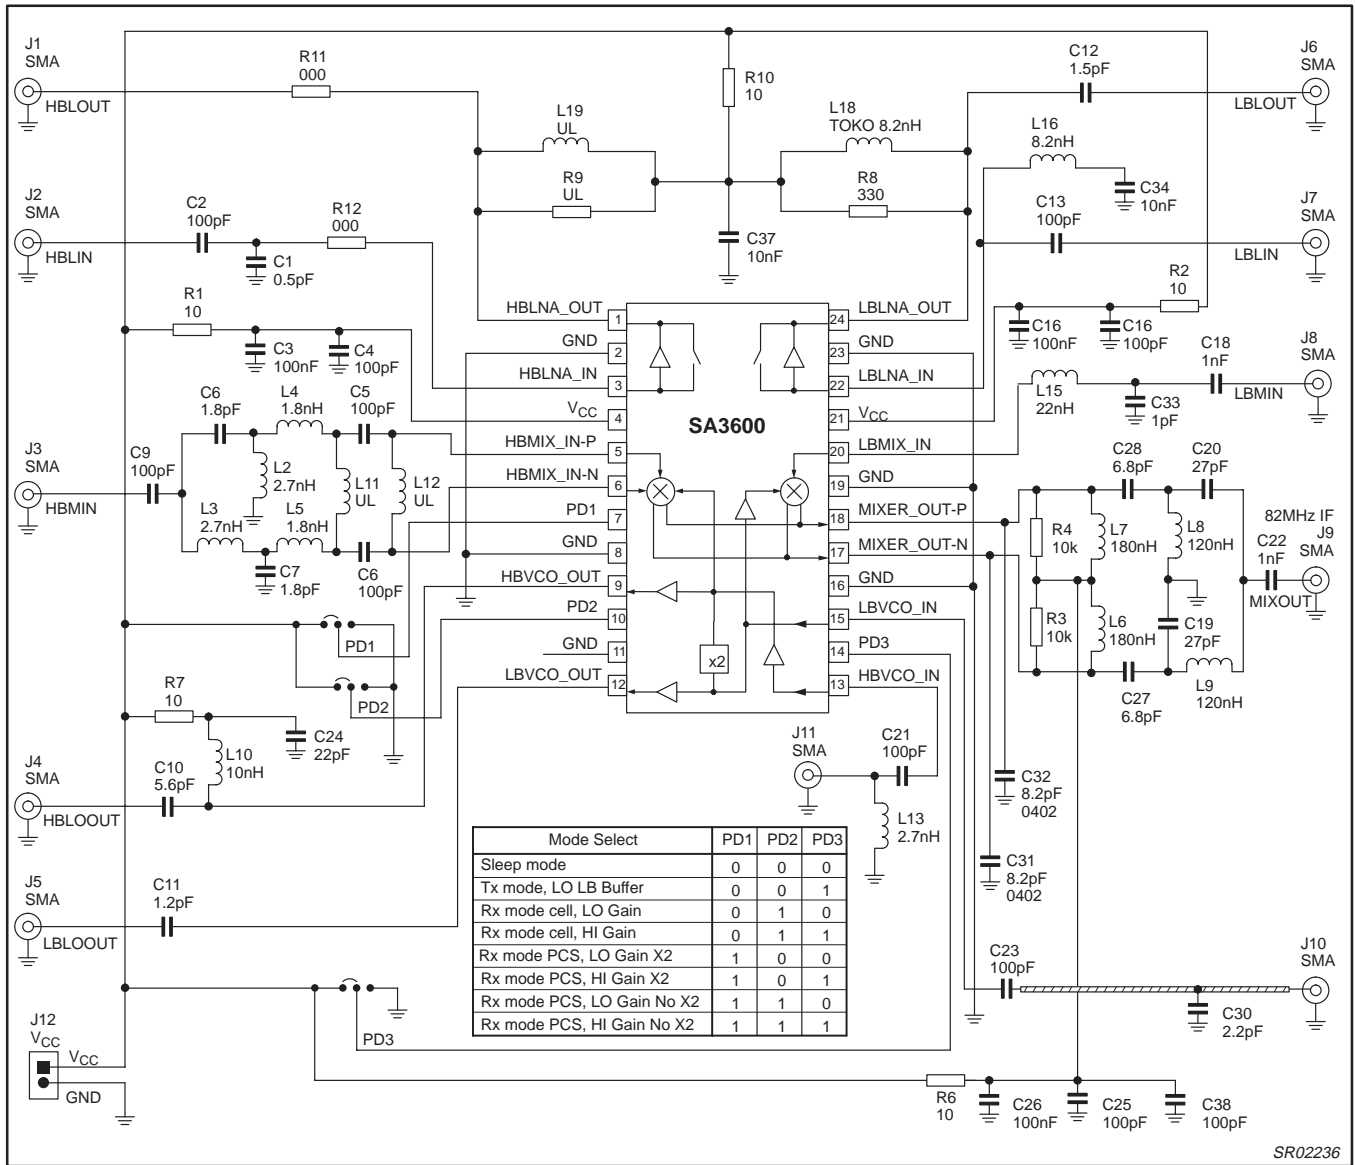 J1
SMA
HBLOUT
R11
000
L19
UL
R9
UL
R10
10
L18
TOKO 8.2nH
R8
330
C12
1.5pF
J6
SMA
LBLOUT
L16
8.2nH
C34
10nF
J2
SMA
HBLIN
C2
100pF
R12
000
C1
0.5pF
C37
10nF
C13
100pF
J7
SMA
LBLIN
R1
10
C3
100nF
C4
100pF
R2
10
C16
100nF
C16
100pF
HBLNA_OUT
GND
HBLNA_IN
VCC
HBMIX_IN-P
HBMIX_IN-N
PD1
GND
HBVCO_OUT
PD2
GND
LBVCO_OUT
1
2
3
4
5
6
7
8
9
10
11
12
SA3600
x2
24
23
22
21
20
19
18
17
16
15
14
13
LBLNA_OUT
GND
LBLNA_IN
VCC
LBMIX_IN
GND
MIXER_OUT-P
MIXER_OUT-N
GND
LBVCO_IN
PD3
HBVCO_IN
C18
1nF
J8
SMA
LBMIN
L15
22nH
C33
1pF
J3
SMA
HBMIN
C9
100pF
C6
1.8pF
L4
1.8nH
C5
100pF
L2
2.7nH
L11
UL
L12
UL
L3
2.7nH
L5
1.8nH
C7
1.8pF
C6
100pF
C28
6.8pF
C20
27pF
R4
10k
L7
180nH
L8
120nH
82MHz IF
J9
SMA
C22
1nF
MIXOUT
R3
10k
L6
180nH
C19
27pF
C27
6.8pF
L9
120nH
PD1
PD2
R7
10
C24
22pF
L10
10nH
J4
SMA
HBLOOUT
C10
5.6pF
J11
SMA
C21
100pF
L13
2.7nH
C32
8.2pF
0402
C31
8.2pF
0402
J5
SMA
LBLOOUT
C11
1.2pF
Mode Select PD1 PD2 PD3
Sleep mode 0 0 0
Tx mode, LO LB Buffer 0 0 1
Rx mode cell, LO Gain 0 1 0
Rx mode cell, HI Gain 0 1 1
Rx mode PCS, LO Gain X2 1 0 0
Rx mode PCS, HI Gain X2 1 0 1
Rx mode PCS, LO Gain No X2 1 1 0
Rx mode PCS, HI Gain No X2 1 1 1
C23
100pF
J10
SMA
C30
2.2pF
PD3
J12
VCC
VCC
GND
R6
10
C26
100nF
C25
100pF
C38
100pF
SR02236